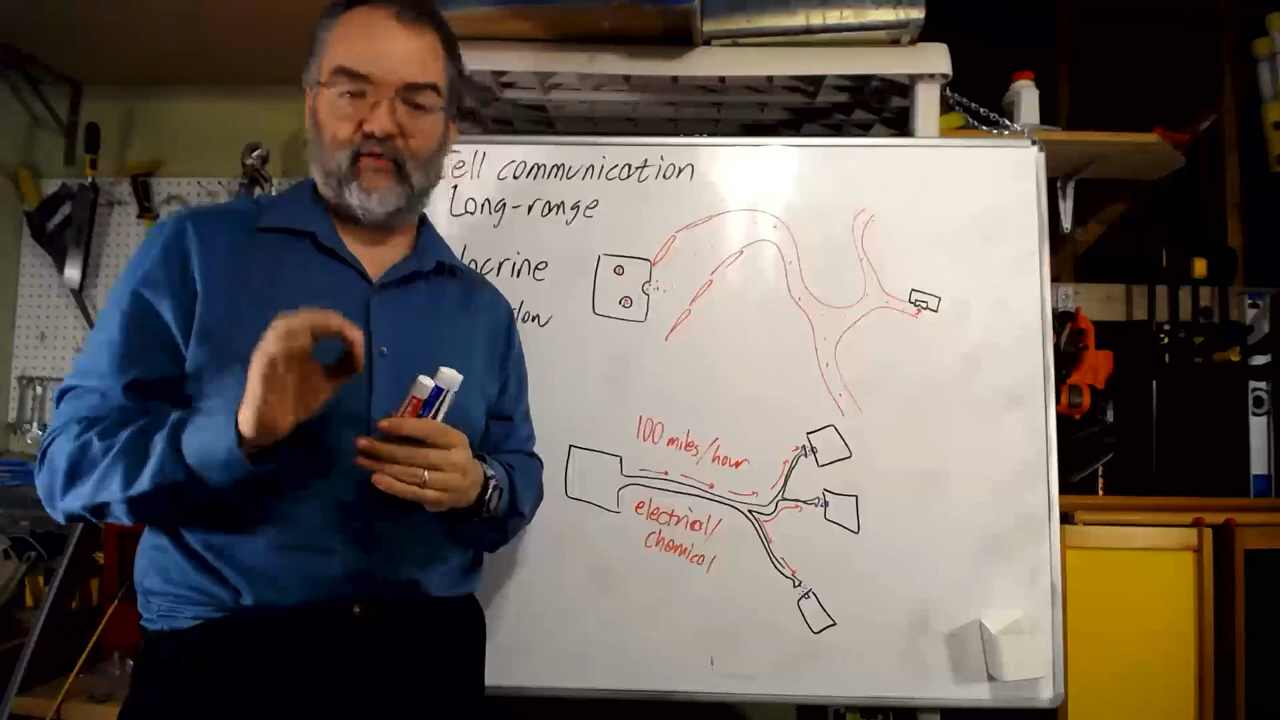 ell communication
Long-range
ocrine
100 miles/hour
electrical/
chemical